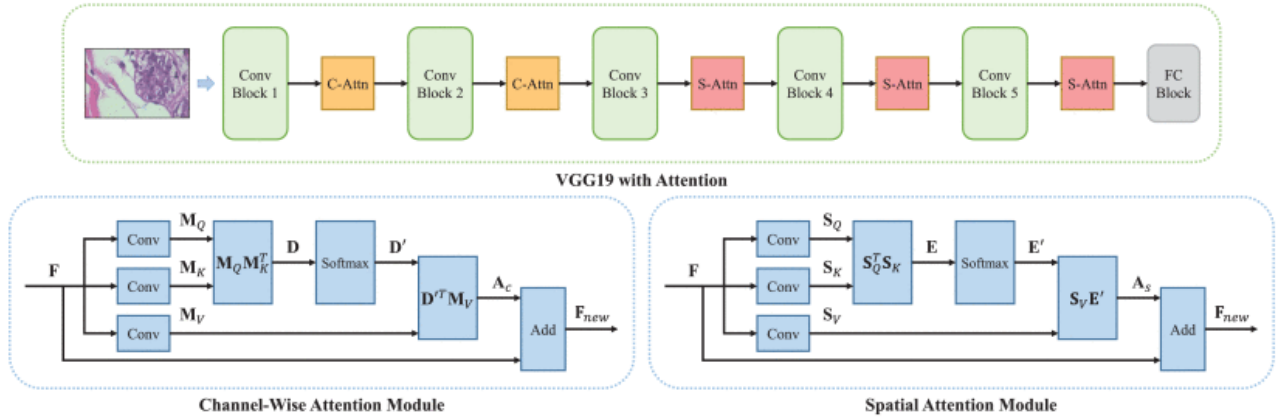 Conv Block 1
C-Attn
Conv Block 2
C-Attn
Conv Block 3
S-Attn
Conv Block 4
S-Attn
Conv Block 5
S-Attn
FC Block
VGG19 with Attention
F
Conv
Conv
Conv
M_Q
M_K
M_V
M_Q M_K^T
D
Softmax
D′
D′^T M_V
A_c
Add
F_new
Channel-Wise Attention Module
F
Conv
Conv
Conv
S_Q
S_K
S_V
S_Q^T S_K
E
Softmax
E′
S_V E′
A_s
Add
F_new
Spatial Attention Module